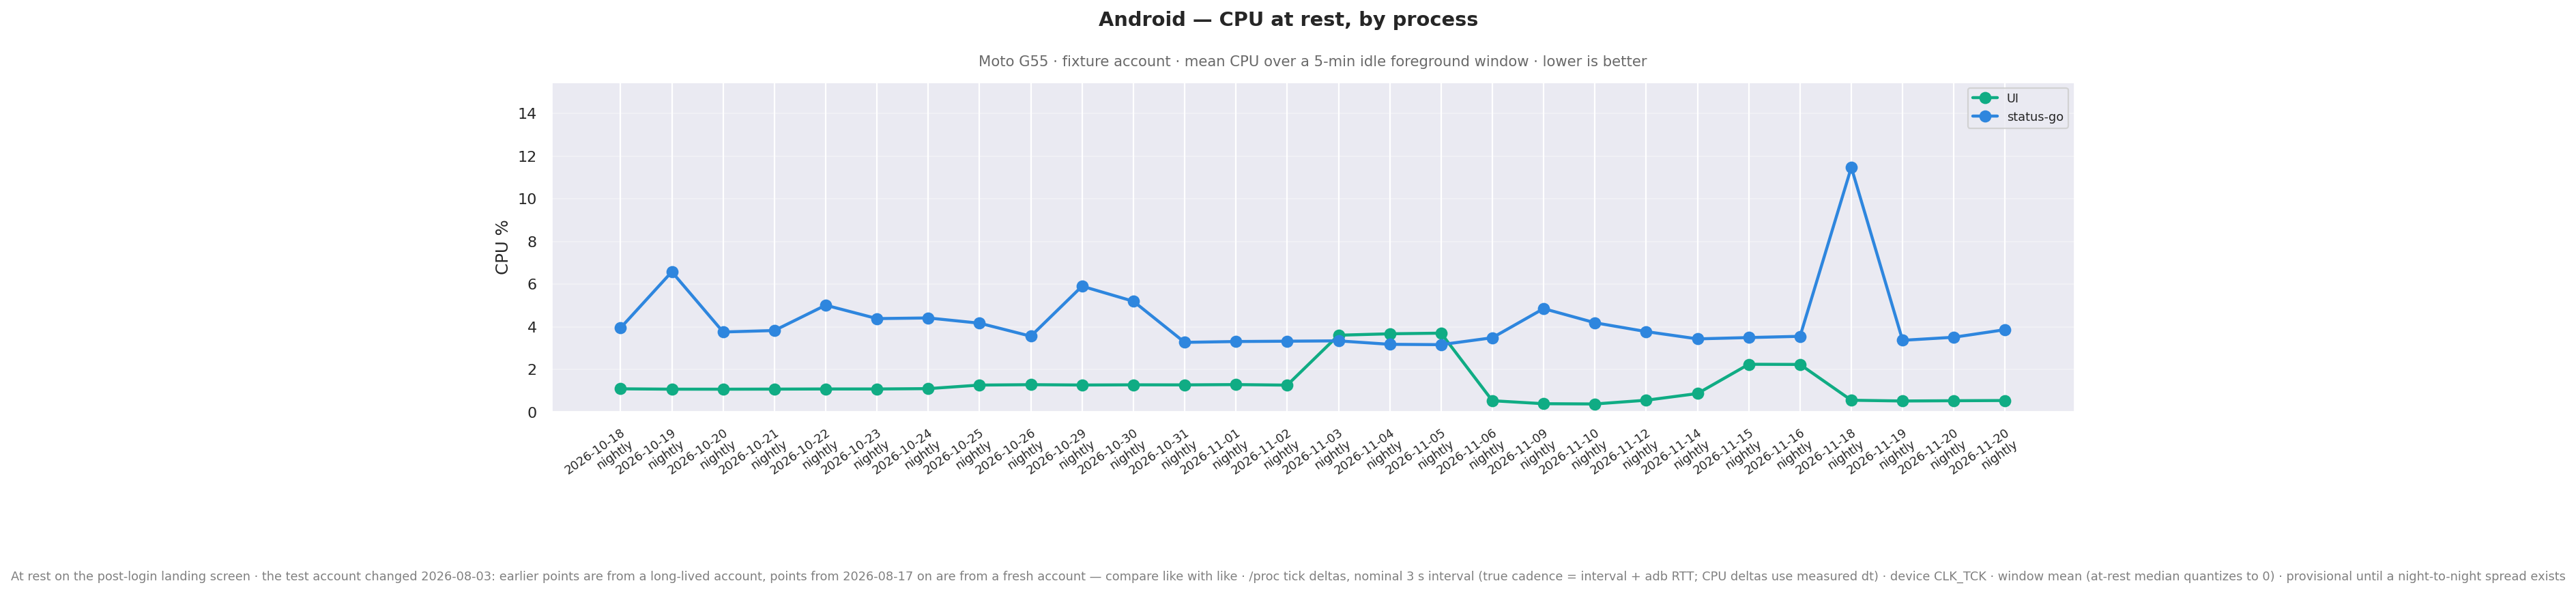 Android — CPU at rest, by process
Moto G55 · fixture account · mean CPU over a 5-min idle foreground window · lower is better
UI
status-go
CPU %
14
12
10
8
6
4
2
0
2026-10-18
nightly
2026-10-19
nightly
2026-10-20
nightly
2026-10-21
nightly
2026-10-22
nightly
2026-10-23
nightly
2026-10-24
nightly
2026-10-25
nightly
2026-10-26
nightly
2026-10-29
nightly
2026-10-30
nightly
2026-10-31
nightly
2026-11-01
nightly
2026-11-02
nightly
2026-11-03
nightly
2026-11-04
nightly
2026-11-05
nightly
2026-11-06
nightly
2026-11-09
nightly
2026-11-10
nightly
2026-11-12
nightly
2026-11-14
nightly
2026-11-15
nightly
2026-11-16
nightly
2026-11-18
nightly
2026-11-19
nightly
2026-11-20
nightly
2026-11-20
nightly
At rest on the post-login landing screen · the test account changed 2026-08-03: earlier points are from a long-lived account, points from 2026-08-17 on are from a fresh account — compare like with like · /proc tick deltas, nominal 3 s interval (true cadence = interval + adb RTT; CPU deltas use measured dt) · device CLK_TCK · window mean (at-rest median quantizes to 0) · provisional until a night-to-night spread exists